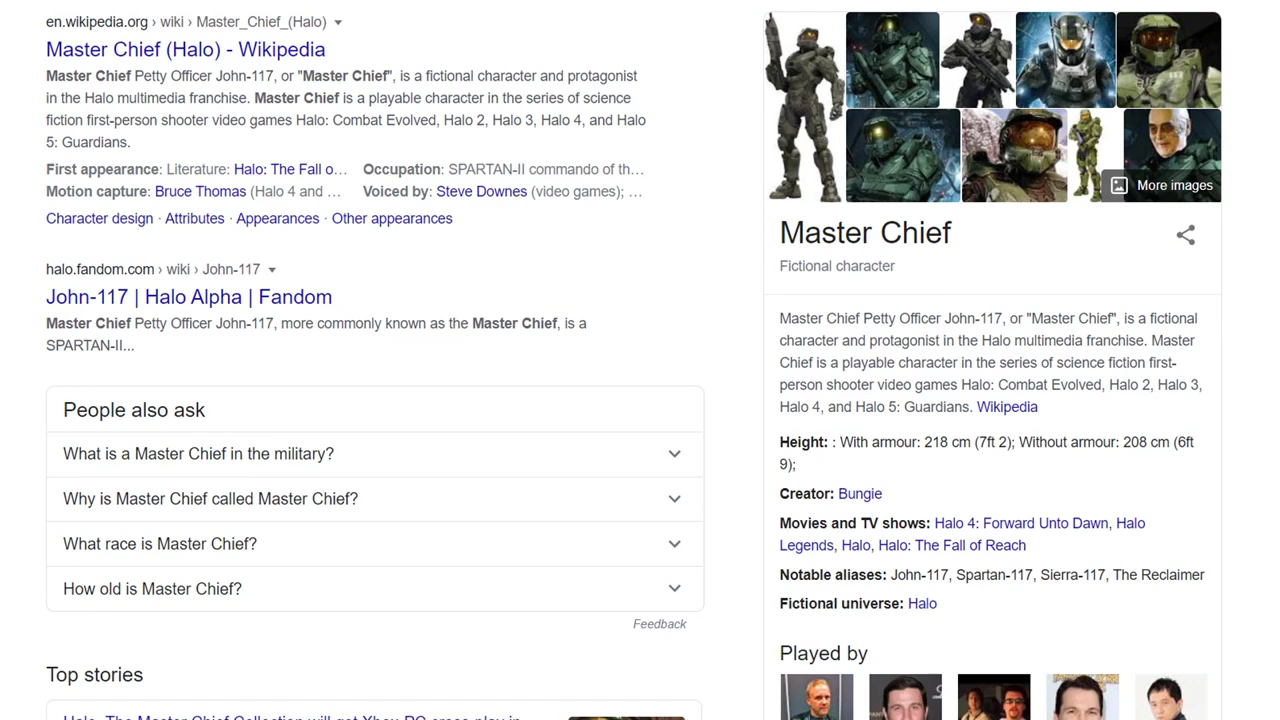 en.wikipedia.org › wiki › Master_Chief_(Halo)
Master Chief (Halo) - Wikipedia
Master Chief Petty Officer John-117, or "Master Chief", is a fictional character and protagonist
in the Halo multimedia franchise. Master Chief is a playable character in the series of science
fiction first-person shooter video games Halo: Combat Evolved, Halo 2, Halo 3, Halo 4, and Halo
5: Guardians.
First appearance: Literature: Halo: The Fall o... Occupation: SPARTAN-II commando of th...
Motion capture: Bruce Thomas (Halo 4 and ... Voiced by: Steve Downes (video games); ...
Character design · Attributes · Appearances · Other appearances
halo.fandom.com › wiki › John-117
John-117 | Halo Alpha | Fandom
Master Chief Petty Officer John-117, more commonly known as the Master Chief, is a
SPARTAN-II...
People also ask
What is a Master Chief in the military?
Why is Master Chief called Master Chief?
What race is Master Chief?
How old is Master Chief?
Feedback
Top stories
Halo: The Master Chief Collection will get Xbox-PC cross play in
More images
Master Chief
Fictional character
Master Chief Petty Officer John-117, or "Master Chief", is a fictional
character and protagonist in the Halo multimedia franchise. Master
Chief is a playable character in the series of science fiction first-
person shooter video games Halo: Combat Evolved, Halo 2, Halo 3,
Halo 4, and Halo 5: Guardians. Wikipedia
Height: : With armour: 218 cm (7ft 2); Without armour: 208 cm (6ft
9);
Creator: Bungie
Movies and TV shows: Halo 4: Forward Unto Dawn, Halo
Legends, Halo, Halo: The Fall of Reach
Notable aliases: John-117, Spartan-117, Sierra-117, The Reclaimer
Fictional universe: Halo
Played by